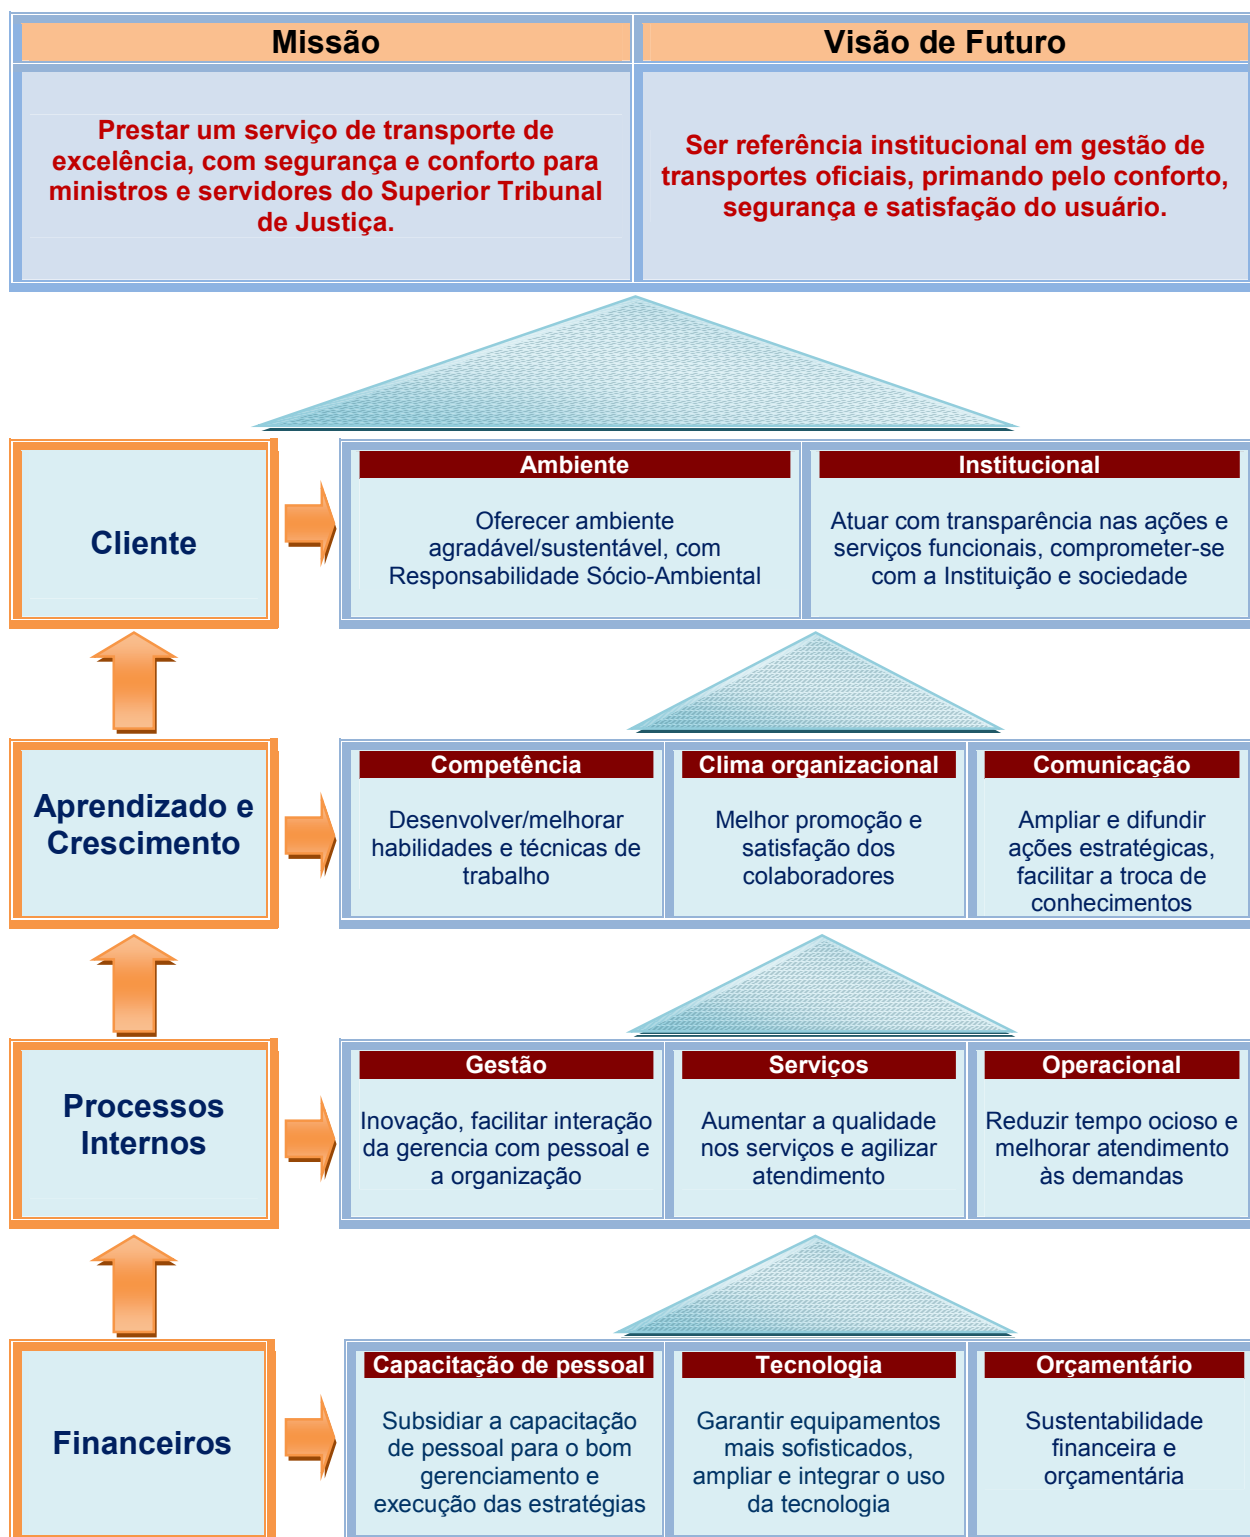 Missão
Visão de Futuro
Prestar um serviço de transporte de
excelência, com segurança e conforto para
ministros e servidores do Superior Tribunal
de Justiça.
Ser referência institucional em gestão de
transportes oficiais, primando pelo conforto,
segurança e satisfação do usuário.
Cliente
Ambiente
Oferecer ambiente
agradável/sustentável, com
Responsabilidade Sócio-Ambiental
Institucional
Atuar com transparência nas ações e
serviços funcionais, comprometer-se
com a Instituição e sociedade
Aprendizado e
Crescimento
Competência
Desenvolver/melhorar
habilidades e técnicas de
trabalho
Clima organizacional
Melhor promoção e
satisfação dos
colaboradores
Comunicação
Ampliar e difundir
ações estratégicas,
facilitar a troca de
conhecimentos
Processos
Internos
Gestão
Inovação, facilitar interação
da gerencia com pessoal e
a organização
Serviços
Aumentar a qualidade
nos serviços e agilizar
atendimento
Operacional
Reduzir tempo ocioso e
melhorar atendimento
às demandas
Financeiros
Capacitação de pessoal
Subsidiar a capacitação
de pessoal para o bom
gerenciamento e
execução das estratégias
Tecnologia
Garantir equipamentos
mais sofisticados,
ampliar e integrar o uso
da tecnologia
Orçamentário
Sustentabilidade
financeira e
orçamentária